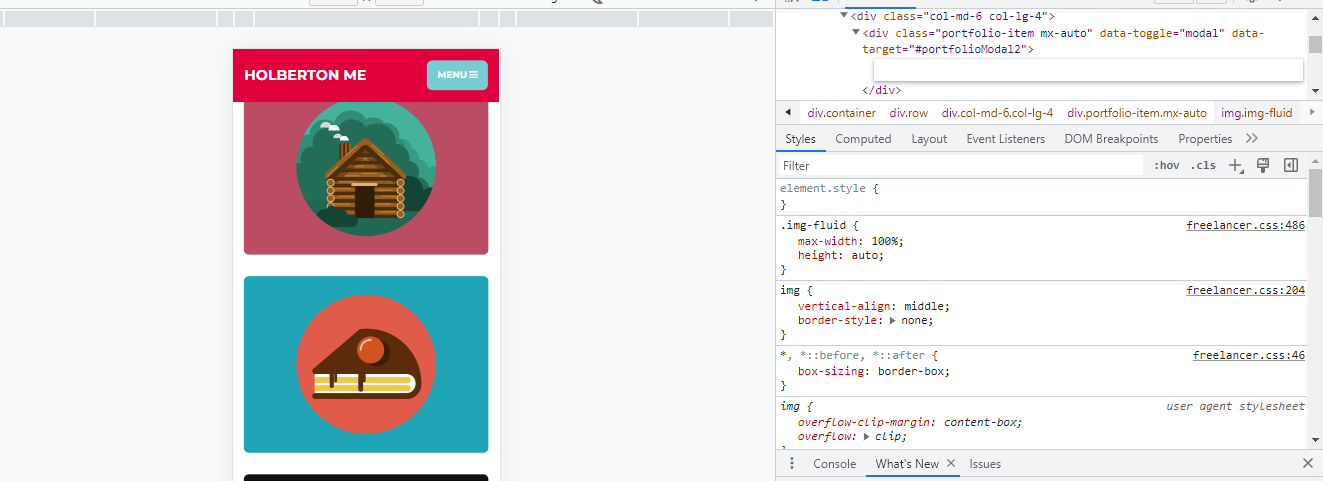 HOLBERTON ME
MENU
<div class="col-md-6 col-lg-4">
<div class="portfolio-item mx-auto" data-toggle="modal" data-
target="#portfolioModal2">
</div>
div.container div.row div.col-md-6.col-lg-4 div.portfolio-item.mx-auto img.img-fluid
Styles Computed Layout Event Listeners DOM Breakpoints Properties
Filter :hov .cls
element.style {
}
.img-fluid { freelancer.css:486
max-width: 100%;
height: auto;
}
img { freelancer.css:204
vertical-align: middle;
border-style: none;
}
*, *::before, *::after { freelancer.css:46
box-sizing: border-box;
}
img { user agent stylesheet
overflow-clip-margin: content-box;
overflow: clip;
Console What's New Issues